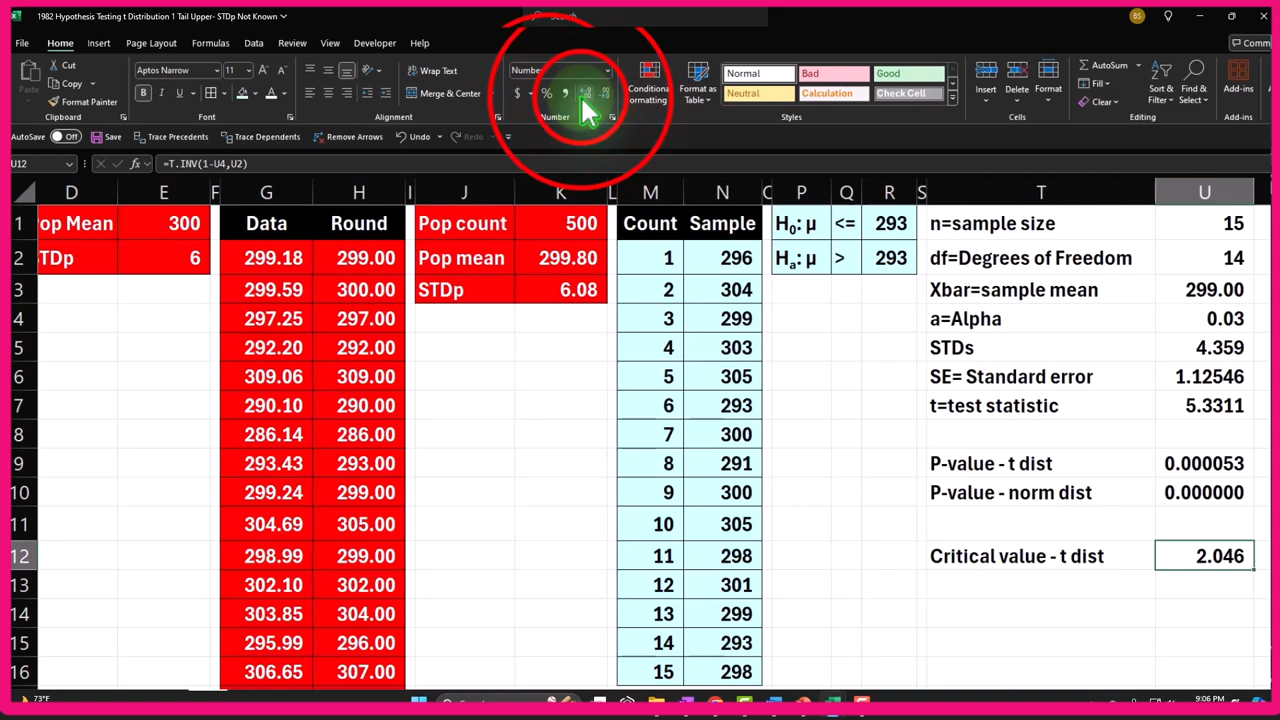 1982 Hypothesis Testing t Distribution 1 Tail Upper- STDp Not Known
Search
BS
File Home Insert Page Layout Formulas Data Review View Developer Help
Comm
Paste
Cut
Copy
Format Painter
Clipboard
Aptos Narrow 11
B I U
Font
Wrap Text
Merge & Center
Alignment
Number
$ % ,
Number
Conditional
Formatting
Format as
Table
Normal Bad Good
Neutral Calculation Check Cell
Styles
Insert Delete Format
Cells
AutoSum
Fill
Clear
Sort &
Filter
Find &
Select
Editing
Add-ins
Add-ins
AutoSave Off Save Trace Precedents Trace Dependents Remove Arrows Undo Redo
U12 fx =T.INV(1-U4,U2)
D E F G H I J K L M N O P Q R S T U
1 op Mean 300 Data Round Pop count 500 Count Sample H0: μ <= 293 n=sample size 15
2 STDp 6 299.18 299.00 Pop mean 299.80 1 296 Ha: μ > 293 df=Degrees of Freedom 14
3 299.59 300.00 STDp 6.08 2 304 Xbar=sample mean 299.00
4 297.25 297.00 3 299 a=Alpha 0.03
5 292.20 292.00 4 303 STDs 4.359
6 309.06 309.00 5 305 SE= Standard error 1.12546
7 290.10 290.00 6 293 t=test statistic 5.3311
8 286.14 286.00 7 300
9 293.43 293.00 8 291 P-value - t dist 0.000053
10 299.24 299.00 9 300 P-value - norm dist 0.000000
11 304.69 305.00 10 305
12 298.99 299.00 11 298 Critical value - t dist 2.046
13 302.10 302.00 12 301
14 303.85 304.00 13 299
15 295.99 296.00 14 293
16 306.65 307.00 15 298
73°F
9:06 PM